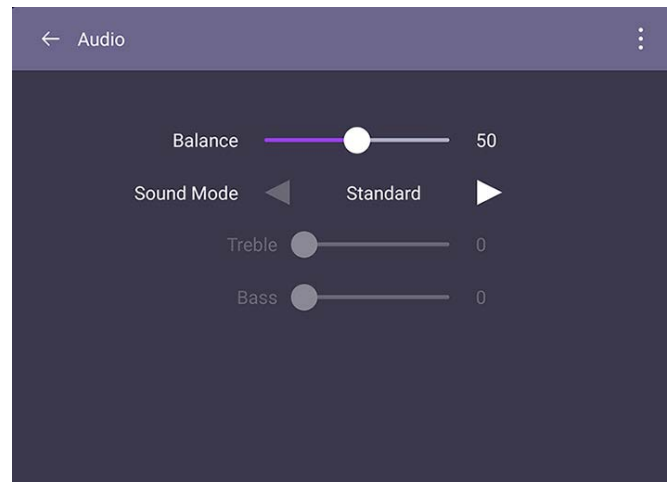 Audio
Balance 50
Sound Mode Standard
Treble 0
Bass 0